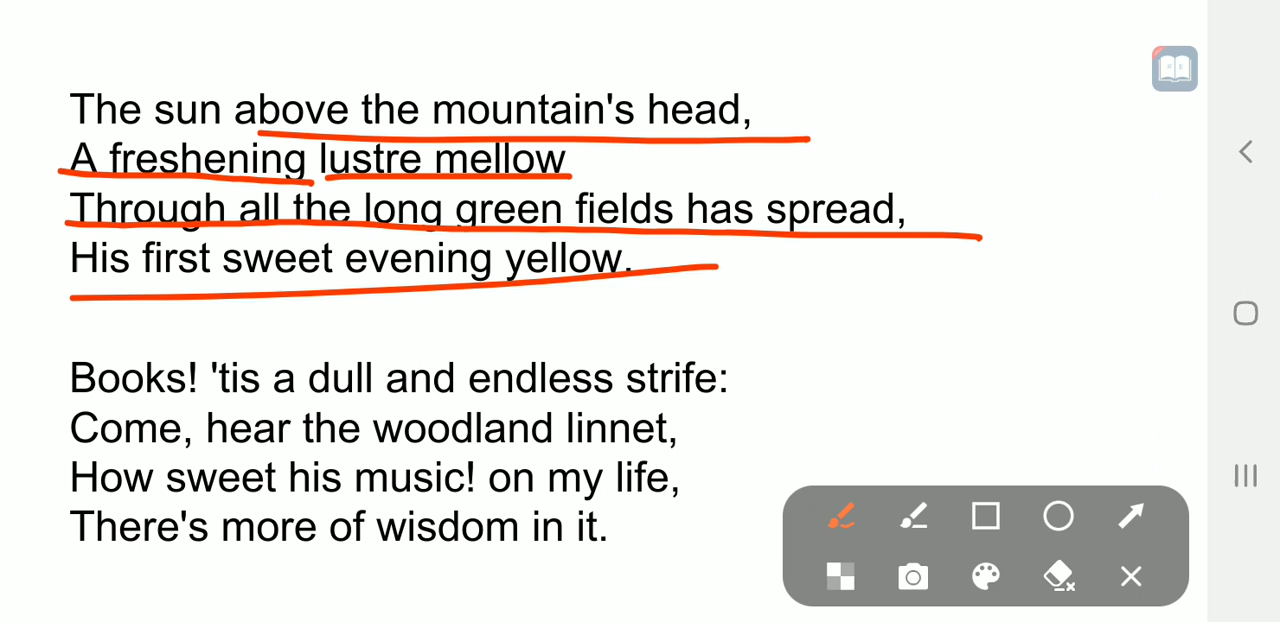 The sun above the mountain's head,
A freshening lustre mellow
Through all the long green fields has spread,
His first sweet evening yellow.
Books! 'tis a dull and endless strife:
Come, hear the woodland linnet,
How sweet his music! on my life,
There's more of wisdom in it.